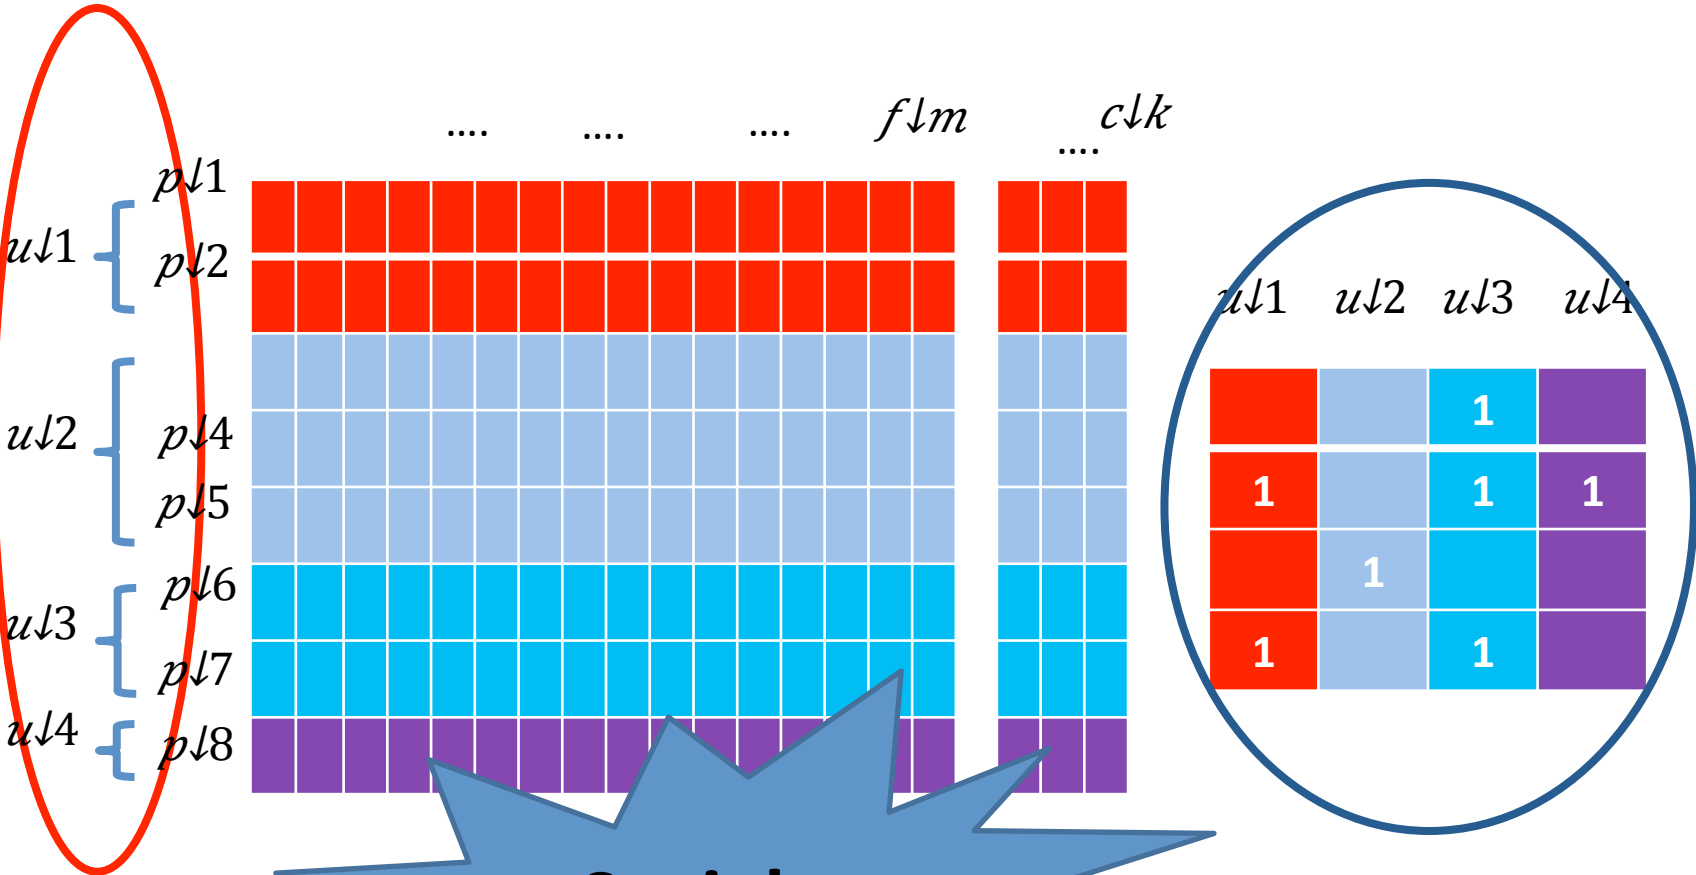 .... .... .... f↓m c↓k
....
p↓1
u↓1
p↓2
u↓1 u↓2 u↓3 u↓4
1
u↓2 p↓4
1 1 1
p↓5
1
p↓6
u↓3
1 1
p↓7
u↓4
p↓8